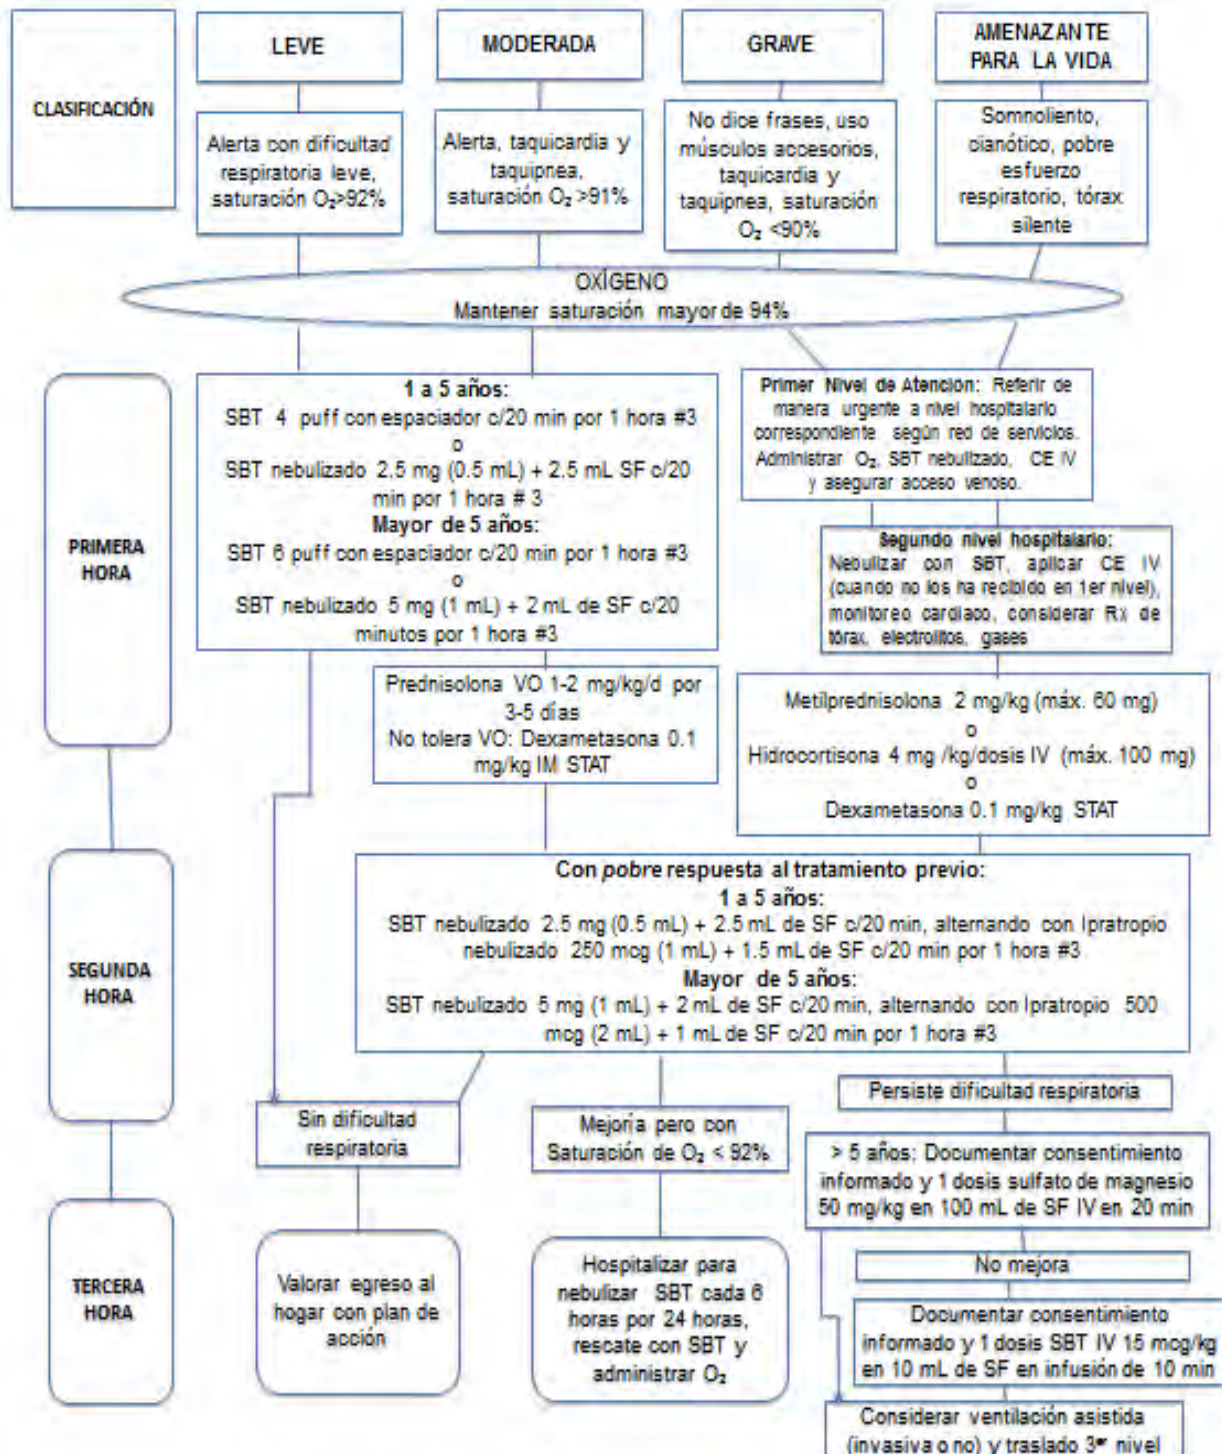 CLASIFICACIÓN
LEVE
MODERADA
GRAVE
AMENAZANTE
PARA LA VIDA
Alerta con dificultad
respiratoria leve,
saturación O₂>92%
Alerta, taquicardia y
taquipnea,
saturación O₂ >91%
No dice frases, uso
músculos accesorios,
taquicardia y
taquipnea, saturación
O₂ <90%
Somnoliento,
cianótico, pobre
esfuerzo
respiratorio, tórax
silente
OXÍGENO
Mantener saturación mayor de 94%
PRIMERA
HORA
1 a 5 años:
SBT 4 puff con espaciador c/20 min por 1 hora #3
o
SBT nebulizado 2.5 mg (0.5 mL) + 2.5 mL SF c/20
min por 1 hora # 3
Mayor de 5 años:
SBT 6 puff con espaciador c/20 min por 1 hora #3
o
SBT nebulizado 5 mg (1 mL) + 2 mL de SF c/20
minutos por 1 hora #3
Primer Nivel de Atención: Referir de
manera urgente a nivel hospitalario
correspondiente según red de servicios.
Administrar O₂, SBT nebulizado, CE IV
y asegurar acceso venoso.
Segundo nivel hospitalario:
Nebulizar con SBT, aplicar CE IV
(cuando no los ha recibido en 1er nivel),
monitoreo cardiaco, considerar Rx de
tórax, electrolitos, gases
Prednisolona VO 1-2 mg/kg/d por
3-5 días
No tolera VO: Dexametasona 0.1
mg/kg IM STAT
Metilprednisolona 2 mg/kg (máx. 60 mg)
o
Hidrocortisona 4 mg /kg/dosis IV (máx. 100 mg)
o
Dexametasona 0.1 mg/kg STAT
SEGUNDA
HORA
Con pobre respuesta al tratamiento previo:
1 a 5 años:
SBT nebulizado 2.5 mg (0.5 mL) + 2.5 mL de SF c/20 min, alternando con Ipratropio
nebulizado 250 mcg (1 mL) + 1.5 mL de SF c/20 min por 1 hora #3
Mayor de 5 años:
SBT nebulizado 5 mg (1 mL) + 2 mL de SF c/20 min, alternando con Ipratropio 500
mcg (2 mL) + 1 mL de SF c/20 min por 1 hora #3
Sin dificultad
respiratoria
Mejoría pero con
Saturación de O₂ < 92%
Persiste dificultad respiratoria
> 5 años: Documentar consentimiento
informado y 1 dosis sulfato de magnesio
50 mg/kg en 100 mL de SF IV en 20 min
TERCERA
HORA
Valorar egreso al
hogar con plan de
acción
Hospitalizar para
nebulizar SBT cada 6
horas por 24 horas,
rescate con SBT y
administrar O₂
No mejora
Documentar consentimiento
informado y 1 dosis SBT IV 15 mcg/kg
en 10 mL de SF en infusión de 10 min
Considerar ventilación asistida
(invasiva o no) y traslado 3er nivel